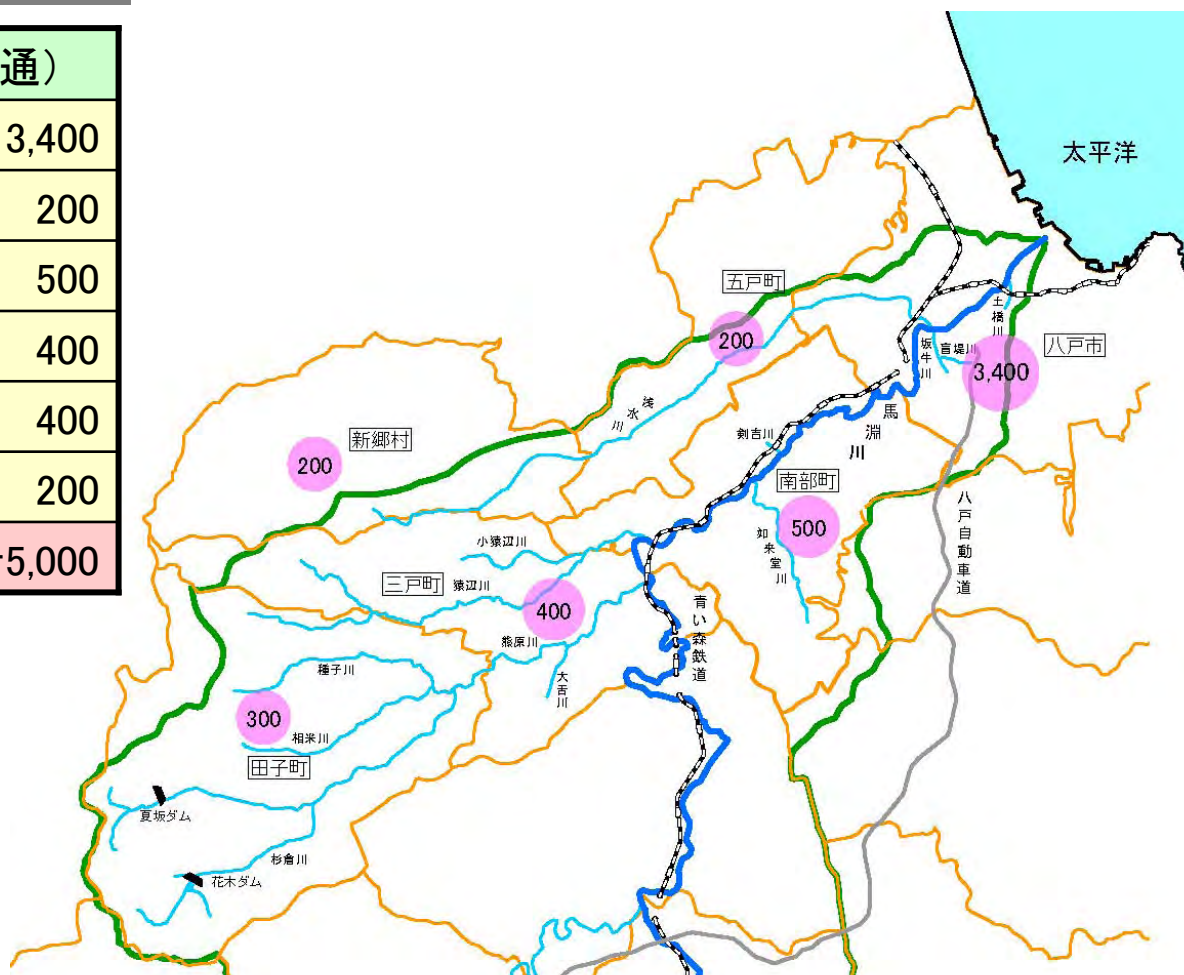 通）
3,400
200
500
400
400
200
5,000
太平洋
五戸町
200
土橋川
八戸市
坂牛川
盲堤川
3,400
浅水川
馬淵川
剣吉川
新郷村
200
南部町
500
如来堂川
八戸自動車道
小猿辺川
三戸町
猿辺川
400
青い森鉄道
熊原川
大舌川
種子川
300
相米川
田子町
夏坂ダム
杉倉川
花木ダム